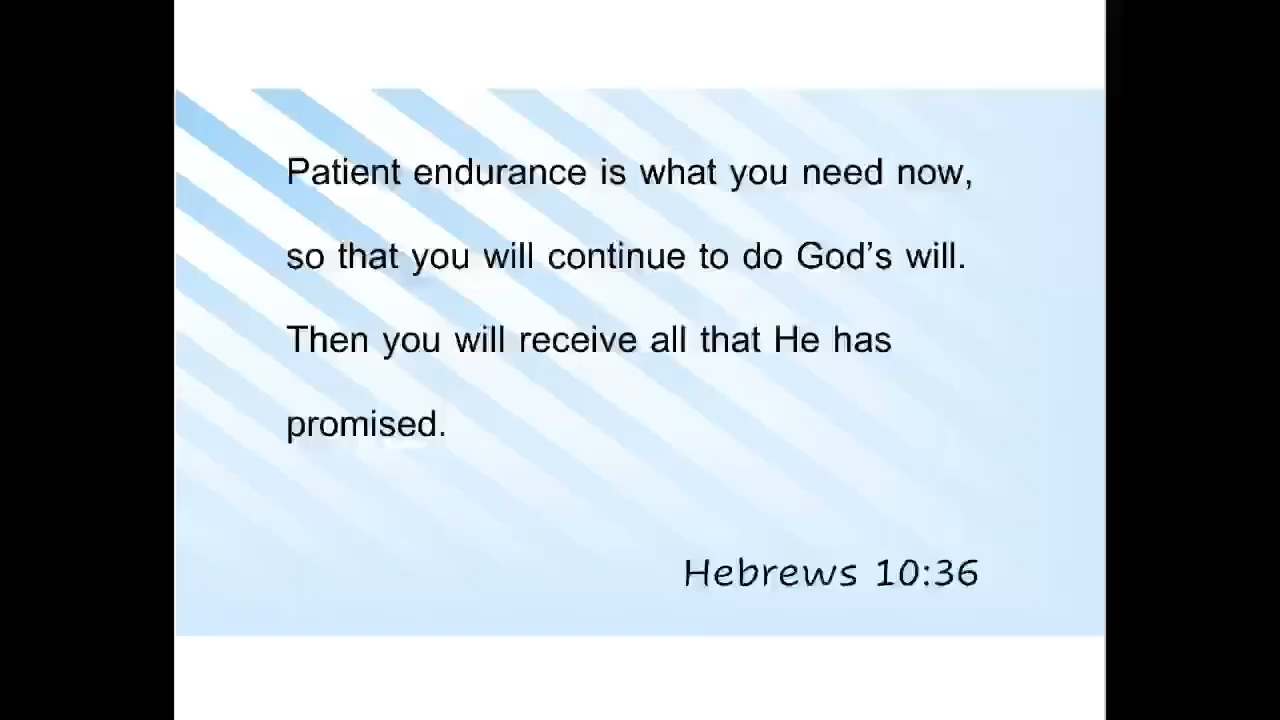 Patient endurance is what you need now,
so that you will continue to do God’s will.
Then you will receive all that He has
promised.
Hebrews 10:36